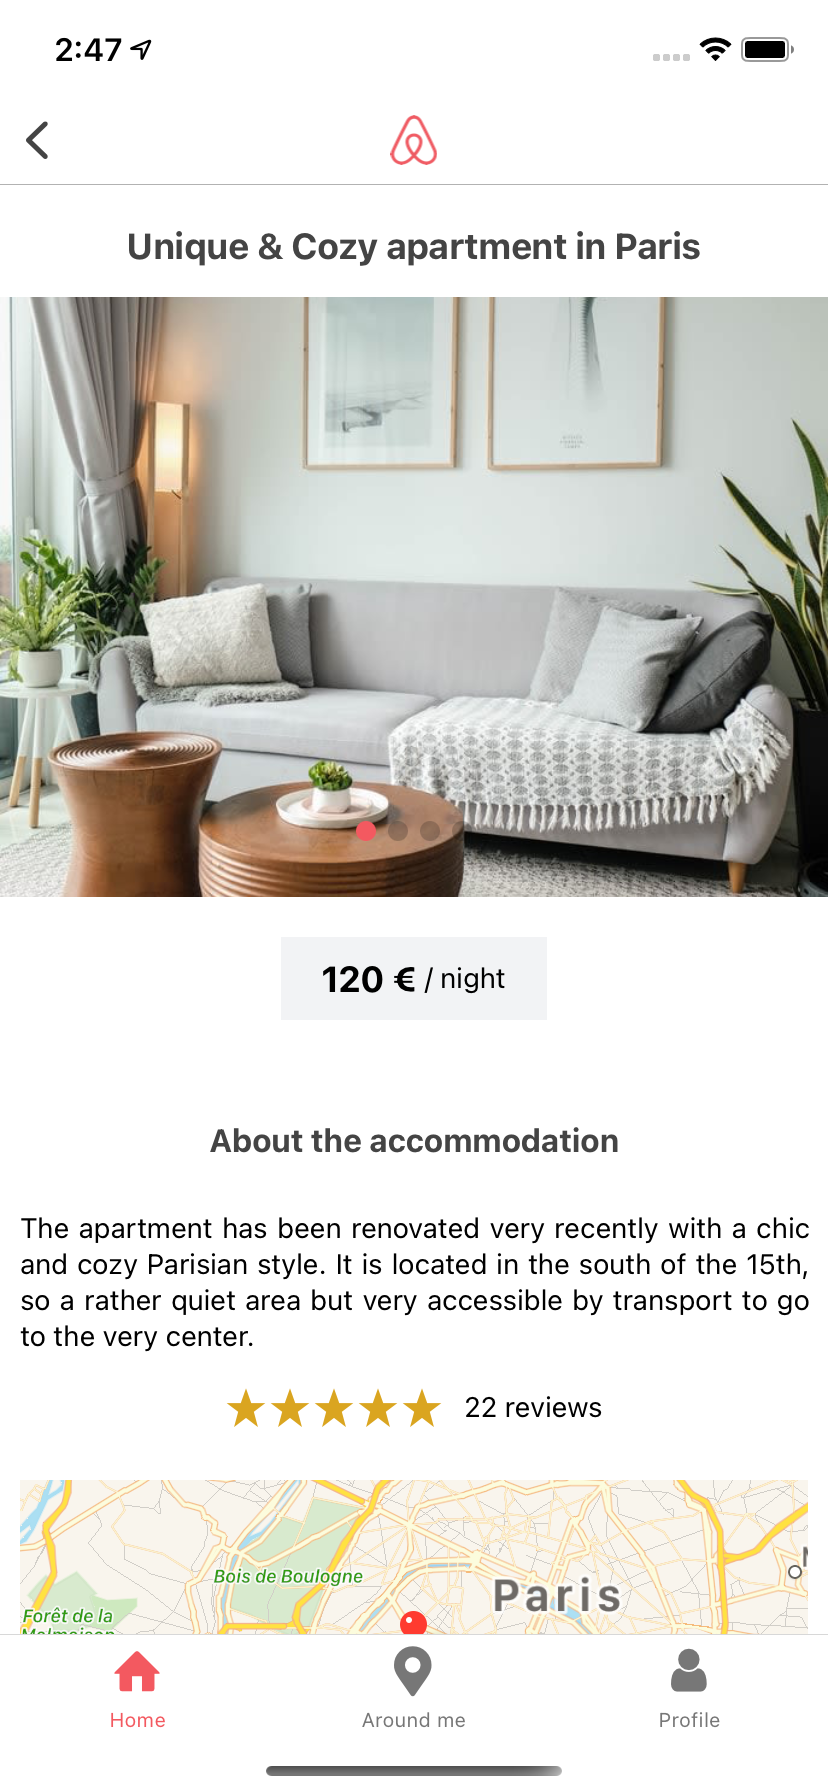 2:47
Unique & Cozy apartment in Paris
120 € / night
About the accommodation
The apartment has been renovated very recently with a chic
and cozy Parisian style. It is located in the south of the 15th,
so a rather quiet area but very accessible by transport to go
to the very center.
22 reviews
Bois de Boulogne
Paris
Forêt de la
Malmaison
Home
Around me
Profile